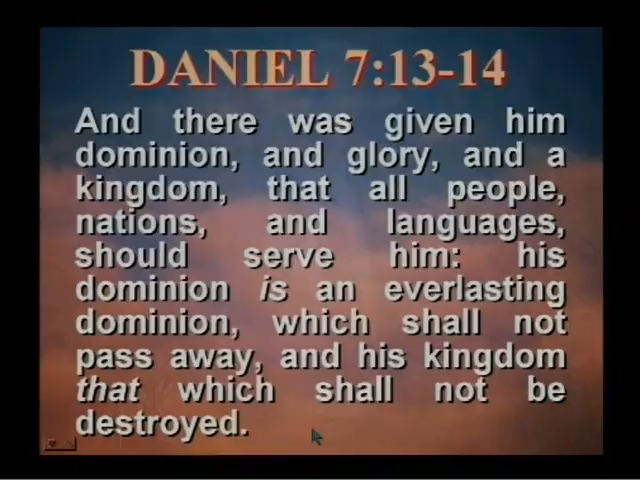 DANIEL 7:13-14
And there was given him
dominion, and glory, and a
kingdom, that all people,
nations, and languages,
should serve him: his
dominion is an everlasting
dominion, which shall not
pass away, and his kingdom
that which shall not be
destroyed.